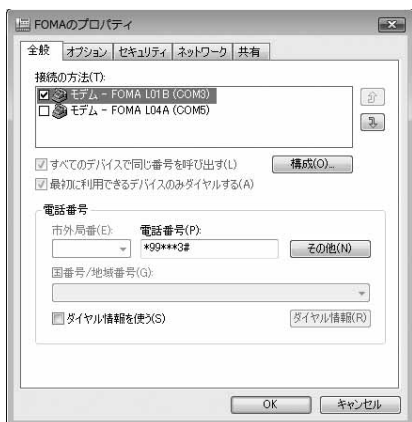 FOMAのプロパティ
全般 オプション セキュリティ ネットワーク 共有
接続の方法(T):
モデム - FOMA L01B (COM3)
モデム - FOMA L04A (COM5)
すべてのデバイスで同じ番号を呼び出す(L) 構成(O)...
最初に利用できるデバイスのみダイヤルする(A)
電話番号
市外局番(E): 電話番号(P):
*99***3# その他(N)
国番号/地域番号(G):
ダイヤル情報を使う(S) ダイヤル情報(R)
OK キャンセル